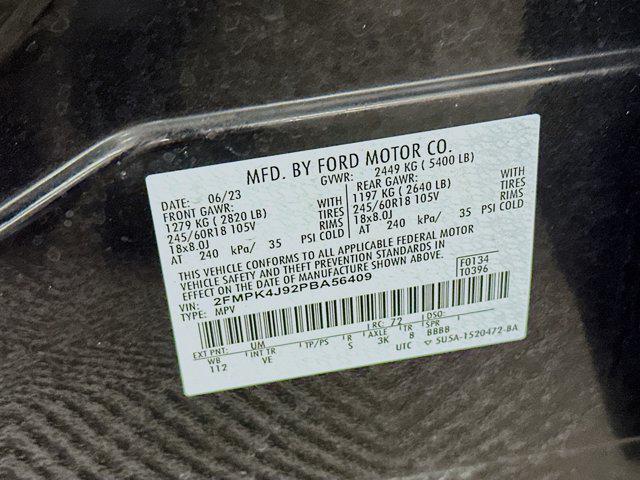 MFD. BY FORD MOTOR CO.
DATE: 06/23 GVWR: 2449 KG ( 5400 LB)
FRONT GAWR: WITH REAR GAWR: WITH
1279 KG ( 2820 LB) TIRES 1197 KG ( 2640 LB) TIRES
245/60R18 105V RIMS 245/60R18 105V RIMS
18x8.0J PSI COLD 18x8.0J PSI COLD
AT 240 kPa/ 35 AT 240 kPa/ 35
THIS VEHICLE CONFORMS TO ALL APPLICABLE FEDERAL MOTOR
VEHICLE SAFETY AND THEFT PREVENTION STANDARDS IN
EFFECT ON THE DATE OF MANUFACTURE SHOWN ABOVE.
VIN: 2FMPK4J92PBA56409 F0134
TYPE: MPV T0396
EXT PNT: UM RC: 72 DSO:
WB INT TR TP/PS R AXLE TR SPR
112 VE S 3K 8 BBBB
UTC ▽ 5U5A-1520472-BA